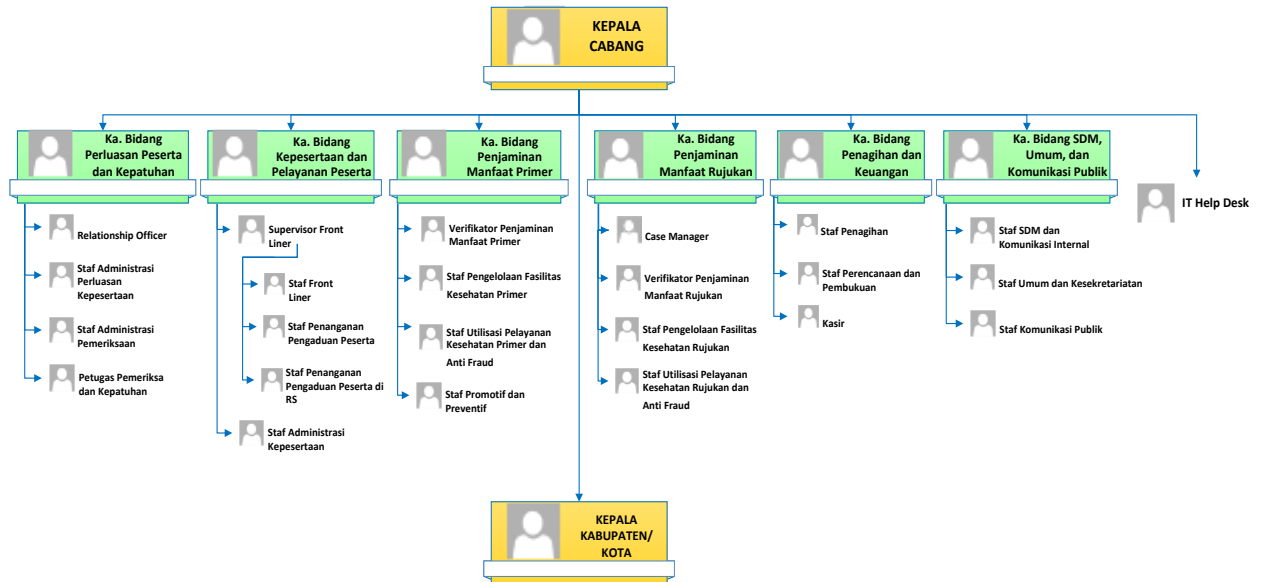 KEPALA
CABANG
Ka. Bidang
Perluasan Peserta
dan Kepatuhan
Ka. Bidang
Kepesertaan dan
Pelayanan Peserta
Ka. Bidang
Penjaminan
Manfaat Primer
Ka. Bidang
Penjaminan
Manfaat Rujukan
Ka. Bidang
Penagihan dan
Keuangan
Ka. Bidang SDM,
Umum, dan
Komunikasi Publik
IT Help Desk
Relationship Officer
Staf Administrasi
Perluasan
Kepesertaan
Staf Administrasi
Pemeriksaan
Petugas Pemeriksa
dan Kepatuhan
Supervisor Front
Liner
Staf Front
Liner
Staf Penanganan
Pengaduan Peserta
Staf Penanganan
Pengaduan Peserta di
RS
Staf Administrasi
Kepesertaan
Verifikator Penjaminan
Manfaat Primer
Staf Pengelolaan Fasilitas
Kesehatan Primer
Staf Utilisasi Pelayanan
Kesehatan Primer dan
Anti Fraud
Staf Promotif dan
Preventif
Case Manager
Verifikator Penjaminan
Manfaat Rujukan
Staf Pengelolaan Fasilitas
Kesehatan Rujukan
Staf Utilisasi Pelayanan
Kesehatan Rujukan dan
Anti Fraud
Staf Penagihan
Staf Perencanaan dan
Pembukuan
Kasir
Staf SDM dan
Komunikasi Internal
Staf Umum dan Kesekretariatan
Staf Komunikasi Publik
KEPALA
KABUPATEN/
KOTA